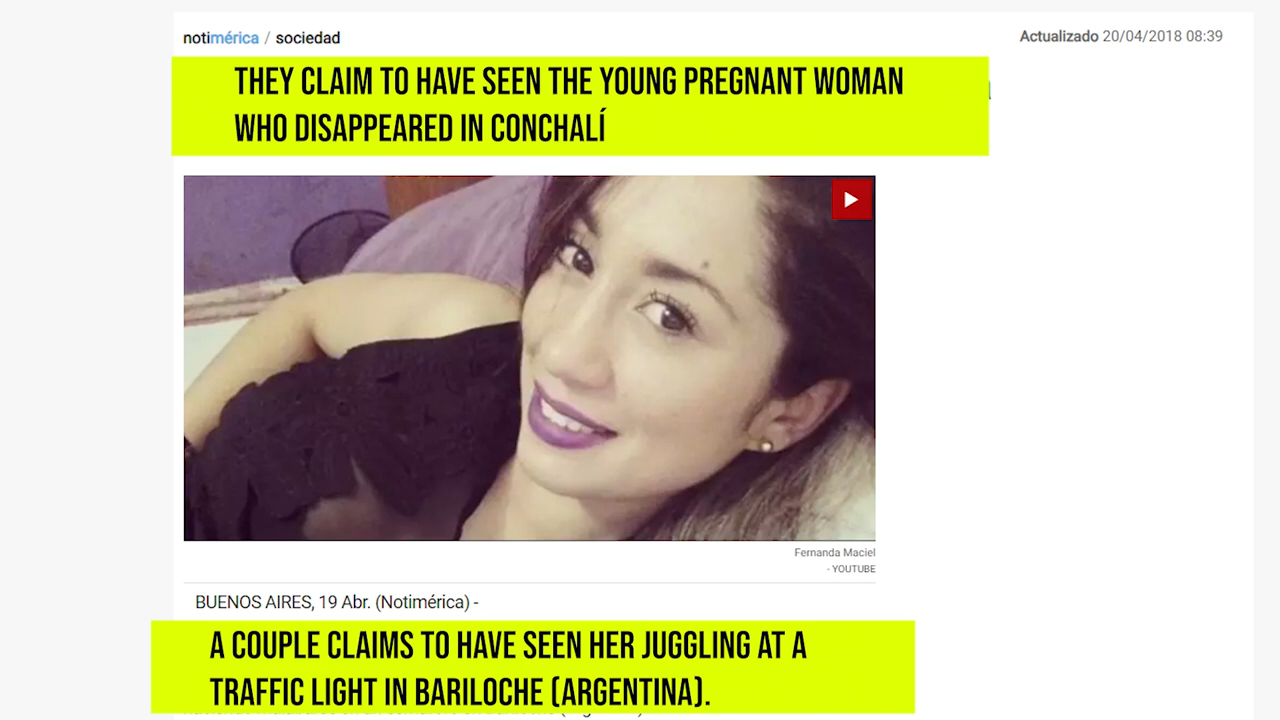 notimérica / sociedad
Actualizado 20/04/2018 08:39
THEY CLAIM TO HAVE SEEN THE YOUNG PREGNANT WOMAN
WHO DISAPPEARED IN CONCHALÍ
Fernanda Maciel
- YOUTUBE
BUENOS AIRES, 19 Abr. (Notimérica) -
A COUPLE CLAIMS TO HAVE SEEN HER JUGGLING AT A
TRAFFIC LIGHT IN BARILOCHE (ARGENTINA).